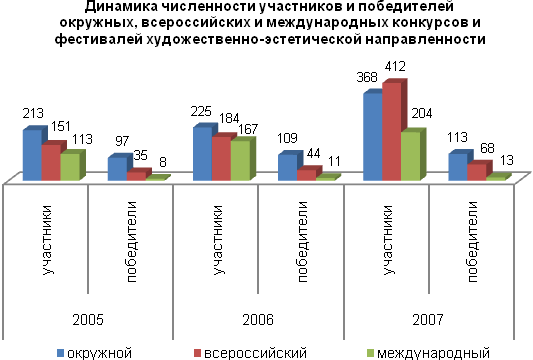 Динамика численности участников и победителей
окружных, всероссийских и международных конкурсов и
фестивалей художественно-эстетической направленности
213 151 113 97 35 8 225 184 167 109 44 11 368 412 204 113 68 13
участники победители участники победители участники победители
2005 2006 2007
окружной всероссийский международный